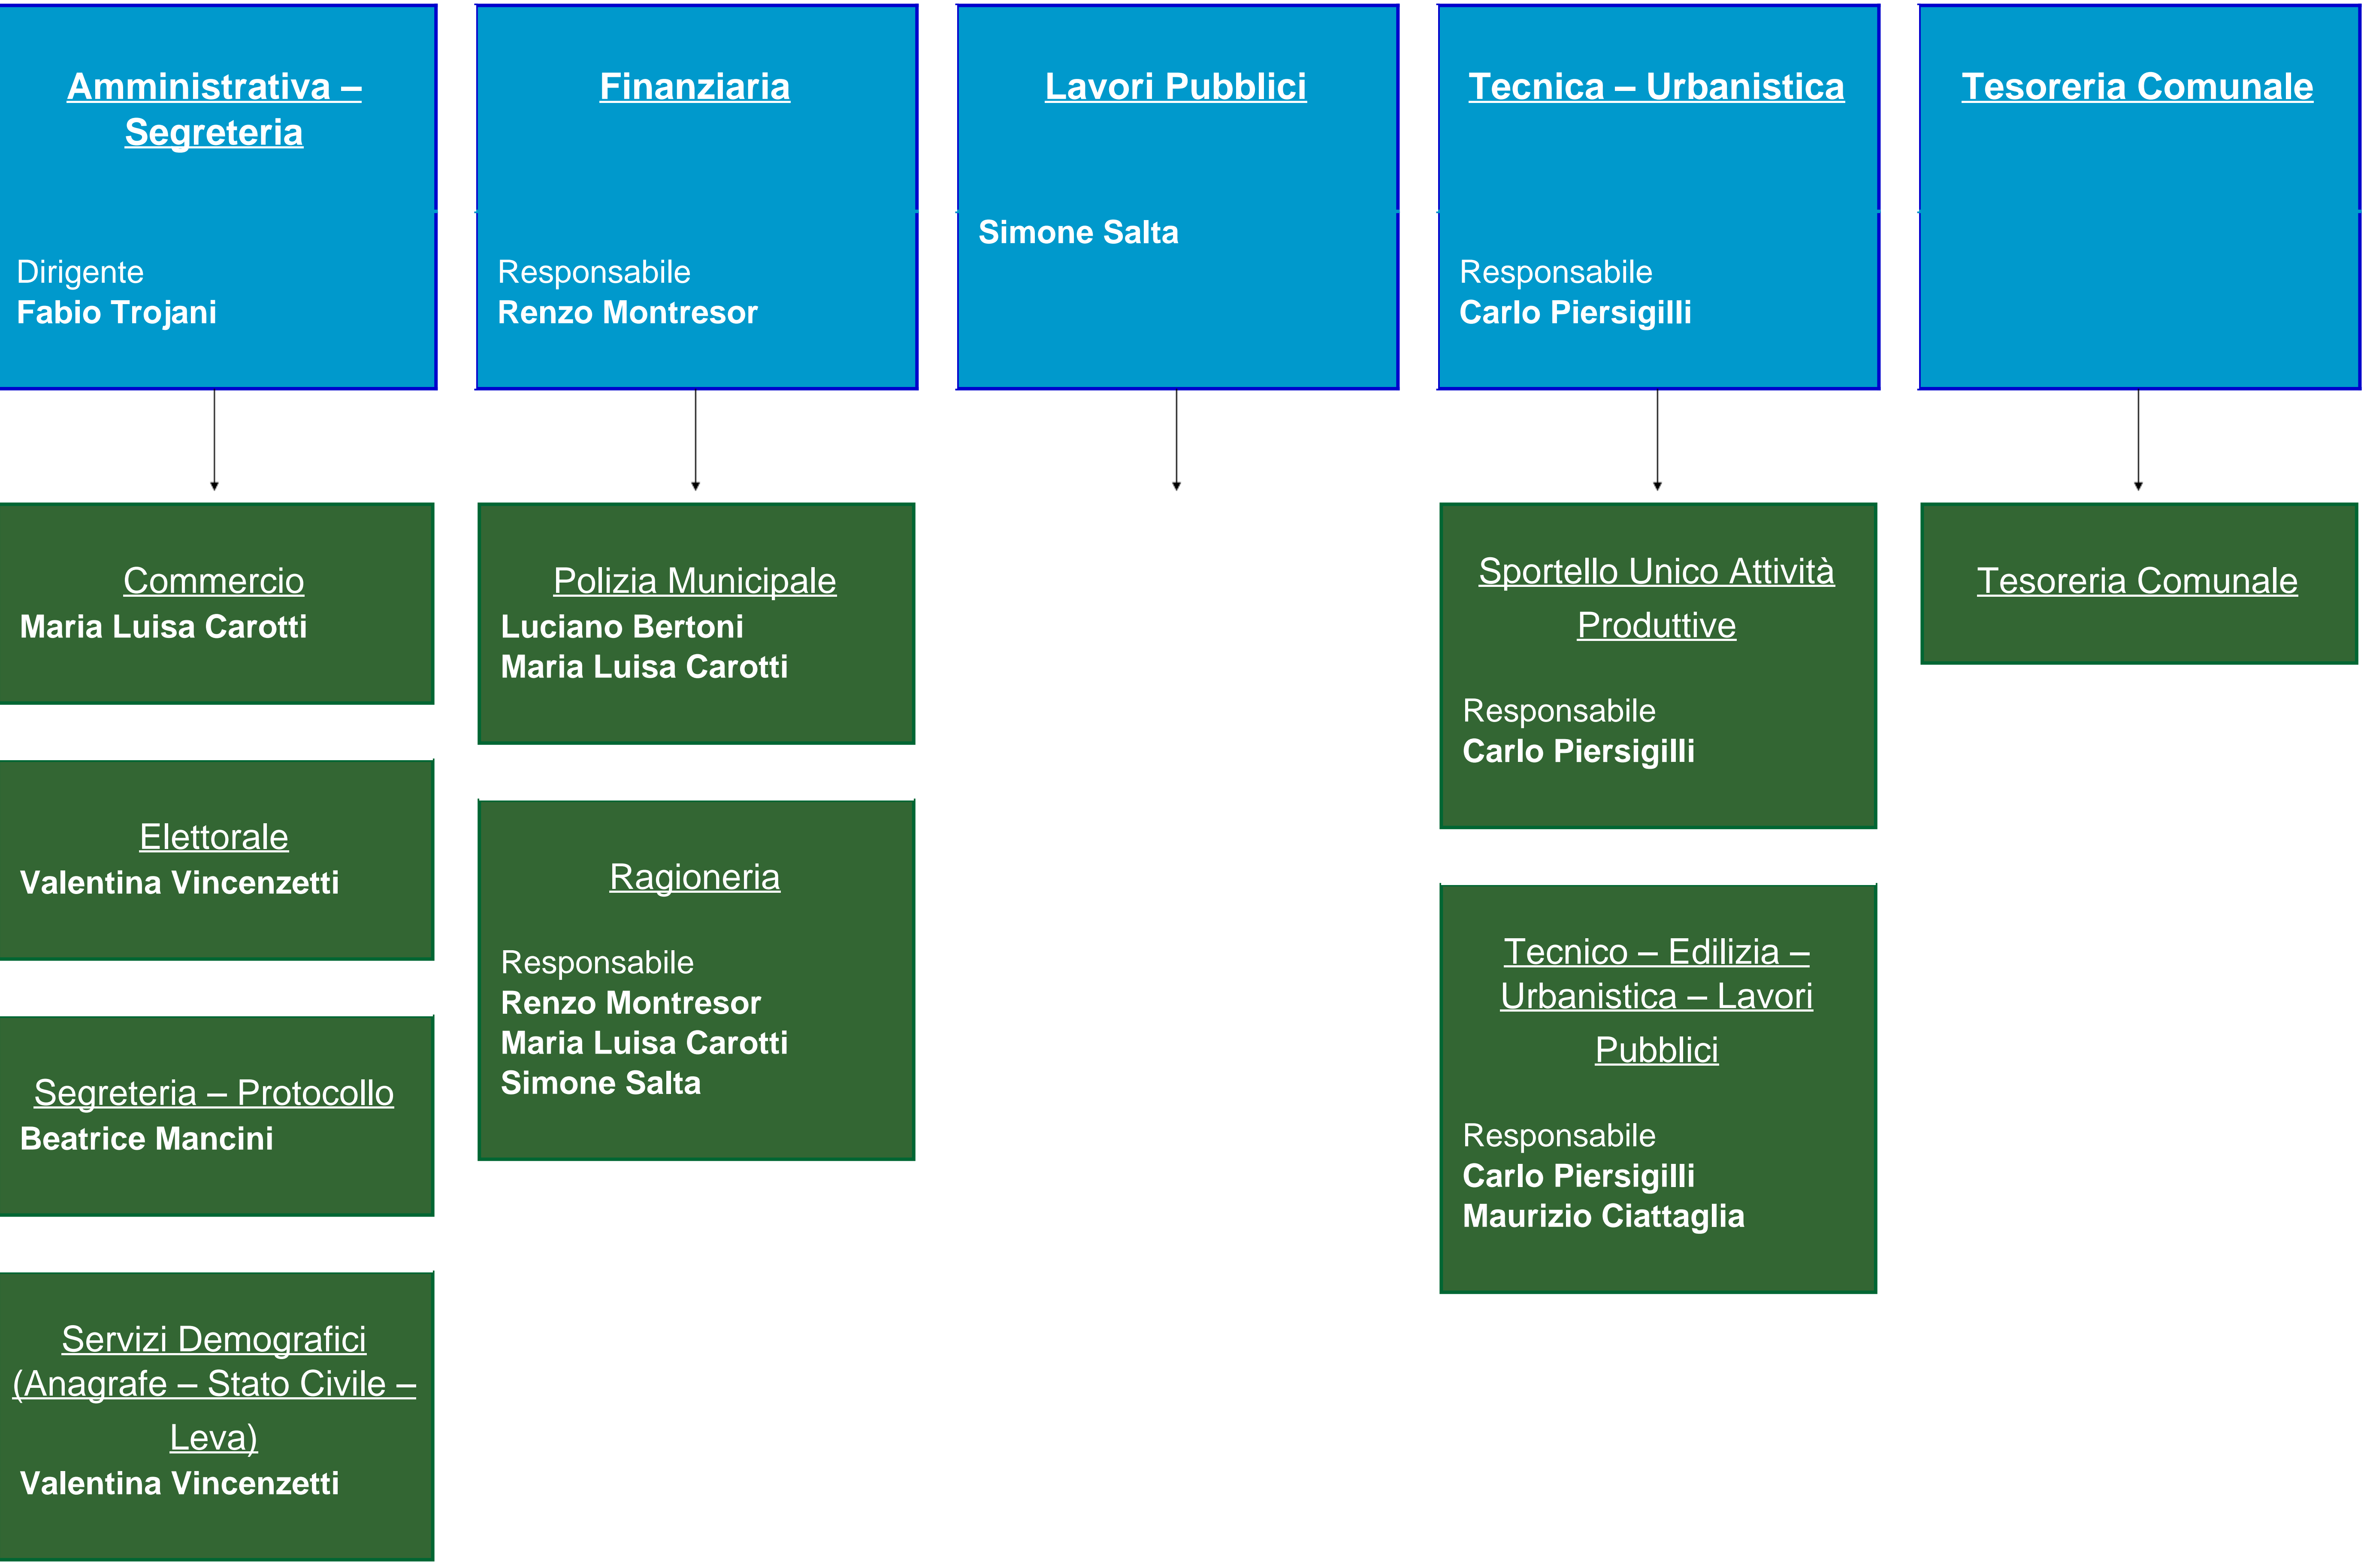 Amministrativa –
Segreteria
Dirigente
Fabio Trojani
Finanziaria
Responsabile
Renzo Montresor
Lavori Pubblici
Simone Salta
Tecnica – Urbanistica
Responsabile
Carlo Piersigilli
Tesoreria Comunale
Commercio
Maria Luisa Carotti
Elettorale
Valentina Vincenzetti
Segreteria – Protocollo
Beatrice Mancini
Servizi Demografici
(Anagrafe – Stato Civile –
Leva)
Valentina Vincenzetti
Polizia Municipale
Luciano Bertoni
Maria Luisa Carotti
Ragioneria
Responsabile
Renzo Montresor
Maria Luisa Carotti
Simone Salta
Sportello Unico Attività
Produttive
Responsabile
Carlo Piersigilli
Tecnico – Edilizia –
Urbanistica – Lavori
Pubblici
Responsabile
Carlo Piersigilli
Maurizio Ciattaglia
Tesoreria Comunale